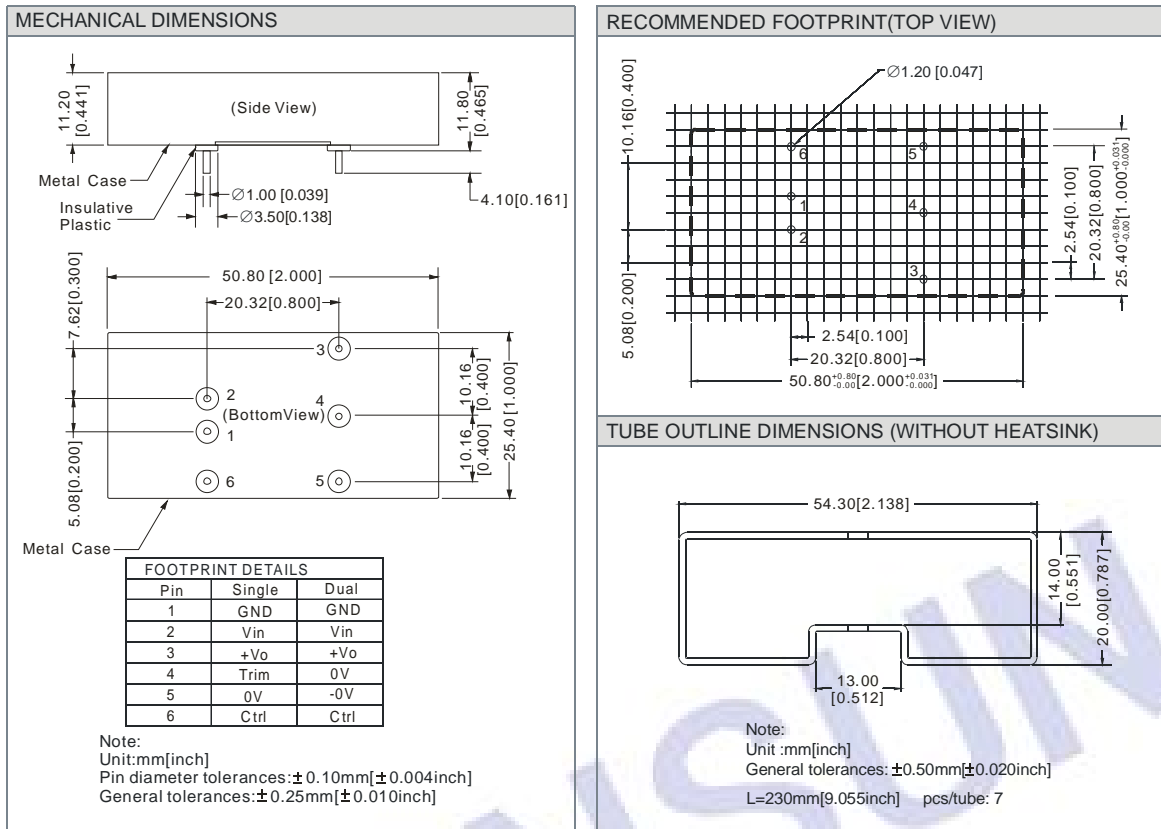 MECHANICAL DIMENSIONS
11.20
[0.441]
(Side View)
11.80
[0.465]
Metal Case
Insulative
Plastic
∅1.00 [0.039]
∅3.50[0.138]
4.10[0.161]
50.80 [2.000]
20.32[0.800]
7.62[0.300]
5.08[0.200]
3
2
(BottomView)
4
1
6
5
10.16
[0.400]
10.16
[0.400]
25.40 [1.000]
Metal Case
FOOTPRINT DETAILS
Pin Single Dual
1 GND GND
2 Vin Vin
3 +Vo +Vo
4 Trim 0V
5 0V -0V
6 Ctrl Ctrl
Note:
Unit:mm[inch]
Pin diameter tolerances:±0.10mm[±0.004inch]
General tolerances:±0.25mm[±0.010inch]
RECOMMENDED FOOTPRINT(TOP VIEW)
∅1.20 [0.047]
10.16[0.400]
5.08[0.200]
6
5
1
4
2
3
2.54[0.100]
20.32[0.800]
25.40+0.80-0.00[1.000+0.031-0.000]
2.54[0.100]
20.32[0.800]
50.80+0.80-0.00[2.000+0.031-0.000]
TUBE OUTLINE DIMENSIONS (WITHOUT HEATSINK)
54.30[2.138]
14.00
[0.551]
20.00[0.787]
13.00
[0.512]
Note:
Unit :mm[inch]
General tolerances: ±0.50mm[±0.020inch]
L=230mm[9.055inch] pcs/tube: 7